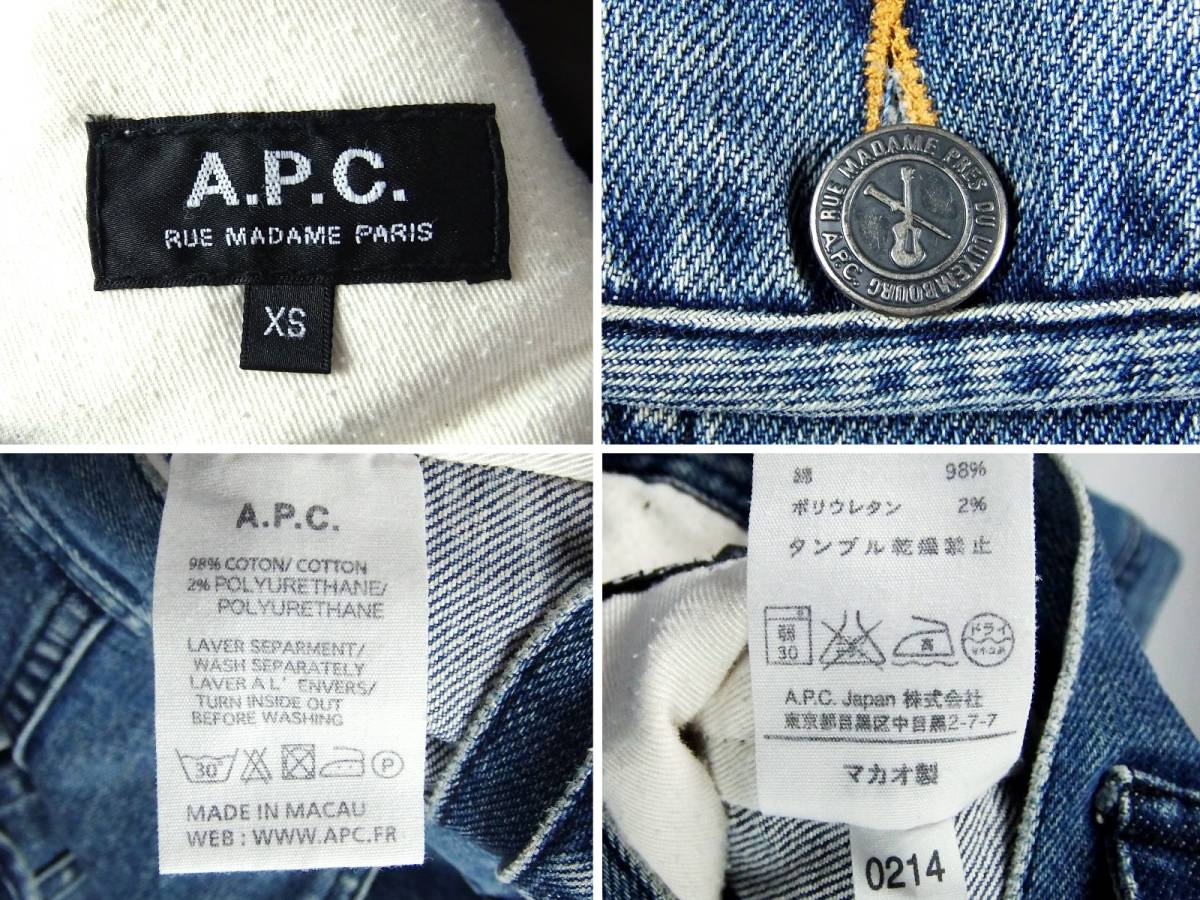 A.P.C.
RUE MADAME PARIS
XS
RUE MADAME PRES DU LUXEMBOURG
A.P.C.
A.P.C.
98% COTON/ COTTON
2% POLYURETHANE/
POLYURETHANE
LAVER SEPARMENT/
WASH SEPARATELY
LAVER A L' ENVERS/
TURN INSIDE OUT
BEFORE WASHING
30
P
MADE IN MACAU
WEB : WWW.APC.FR
綿 98%
ポリウレタン 2%
タンブル乾燥禁止
弱
30
高
ドライ
A.P.C. Japan 株式会社
東京都目黒区中目黒2-7-7
マカオ製
0214